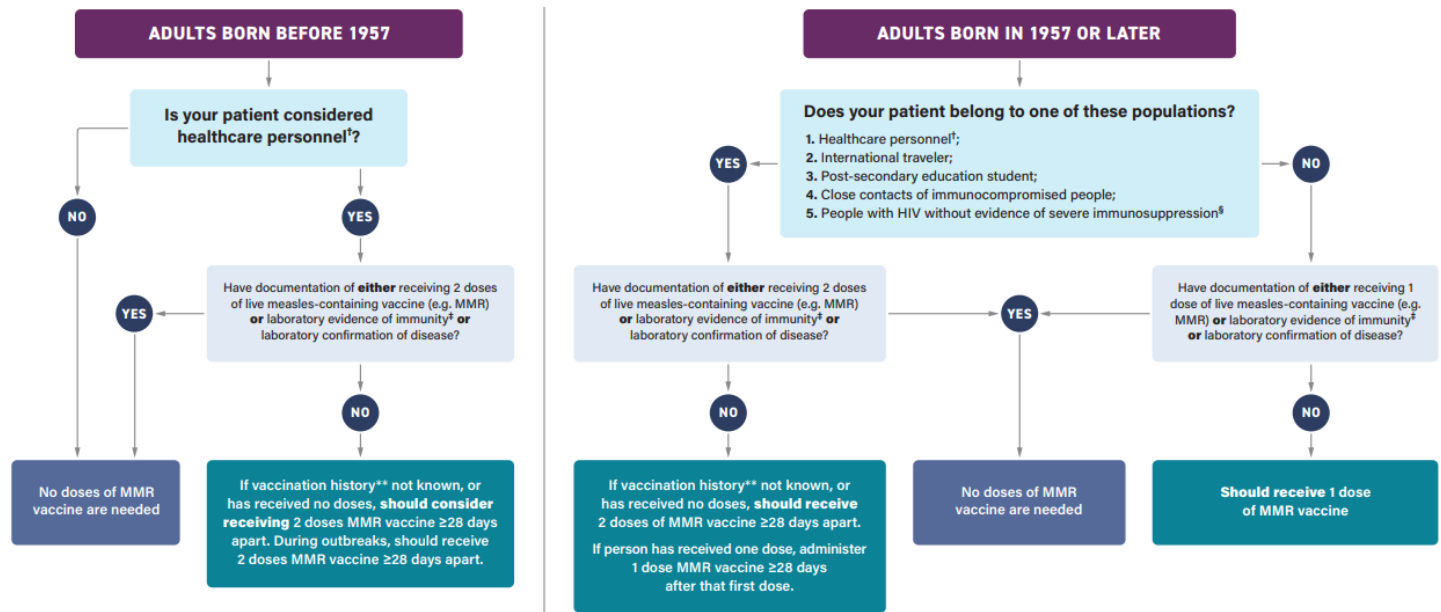 ADULTS BORN BEFORE 1957
Is your patient considered
healthcare personnel†?
NO
YES
Have documentation of either receiving 2 doses
of live measles-containing vaccine (e.g. MMR)
or laboratory evidence of immunity‡ or
laboratory confirmation of disease?
YES
NO
No doses of MMR
vaccine are needed
If vaccination history** not known, or
has received no doses, should consider
receiving 2 doses MMR vaccine ≥28 days
apart. During outbreaks, should receive
2 doses MMR vaccine ≥28 days apart.
ADULTS BORN IN 1957 OR LATER
Does your patient belong to one of these populations?
1. Healthcare personnel†;
2. International traveler;
3. Post-secondary education student;
4. Close contacts of immunocompromised people;
5. People with HIV without evidence of severe immunosuppression§
YES
NO
Have documentation of either receiving 2 doses
of live measles-containing vaccine (e.g. MMR)
or laboratory evidence of immunity‡ or
laboratory confirmation of disease?
YES
Have documentation of either receiving 1
dose of live measles-containing vaccine (e.g.
MMR) or laboratory evidence of immunity‡
or laboratory confirmation of disease?
NO
NO
If vaccination history** not known, or
has received no doses, should receive
2 doses of MMR vaccine ≥28 days apart.
If person has received one dose, administer
1 dose MMR vaccine ≥28 days
after that first dose.
No doses of MMR
vaccine are needed
Should receive 1 dose
of MMR vaccine